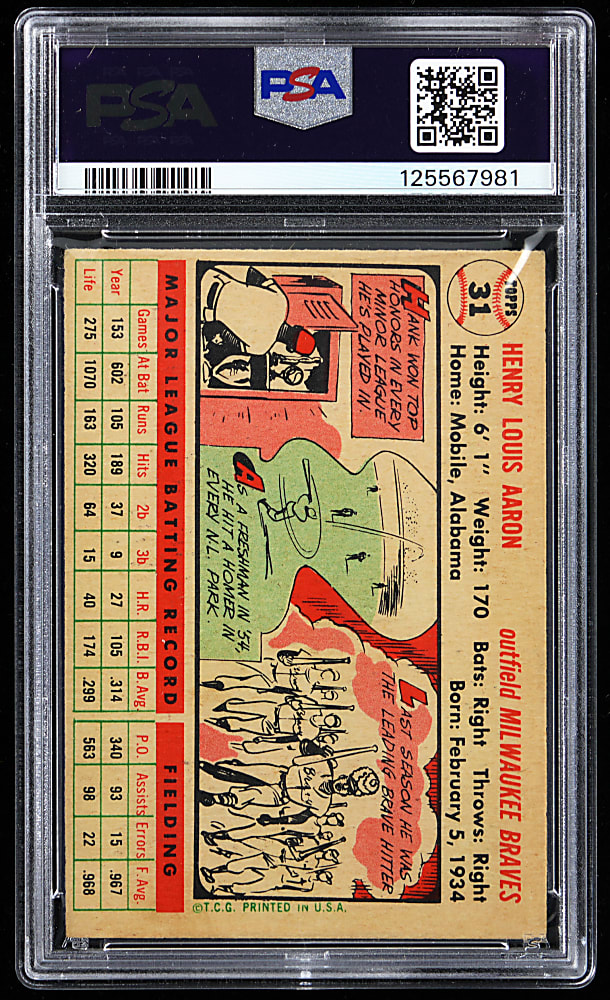 PSA
PSA
125567981
TOPPS
31
HENRY LOUIS AARON outfield MILWAUKEE BRAVES
Height: 6' 1" Weight: 170 Bats: Right Throws: Right
Home: Mobile, Alabama Born: February 5, 1934
HANK WON TOP
HONORS IN EVERY
MINOR LEAGUE
HE'S PLAYED IN.
AS A FRESHMAN IN '54,
HE HIT A HOMER IN
EVERY N.L. PARK.
LAST SEASON HE WAS
THE LEADING BRAVE HITTER
©T.C.G. PRINTED IN U.S.A.
MAJOR LEAGUE BATTING RECORD FIELDING
Games At Bat Runs Hits 2b 3b H.R R.B.I. B.Avg. P.O. Assists Errors F. Avg.
Year 153 602 105 189 37 9 27 105 .314 340 93 15 .967
Life 275 1070 163 320 64 15 40 174 .299 563 98 22 .968